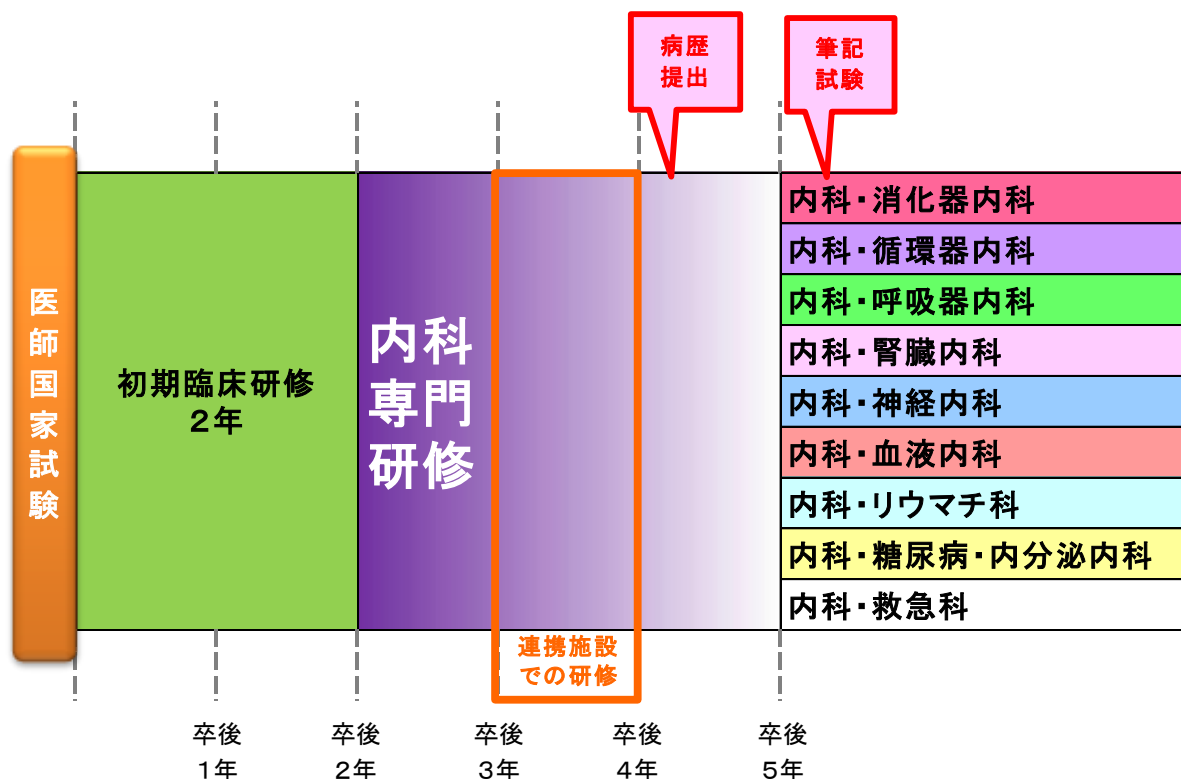 病歴
提出
筆記
試験
医師国家試験
初期臨床研修
２年
内科
専門
研修
内科・消化器内科
内科・循環器内科
内科・呼吸器内科
内科・腎臓内科
内科・神経内科
内科・血液内科
内科・リウマチ科
内科・糖尿病・内分泌内科
内科・救急科
連携施設
での研修
卒後
１年
卒後
２年
卒後
３年
卒後
４年
卒後
５年